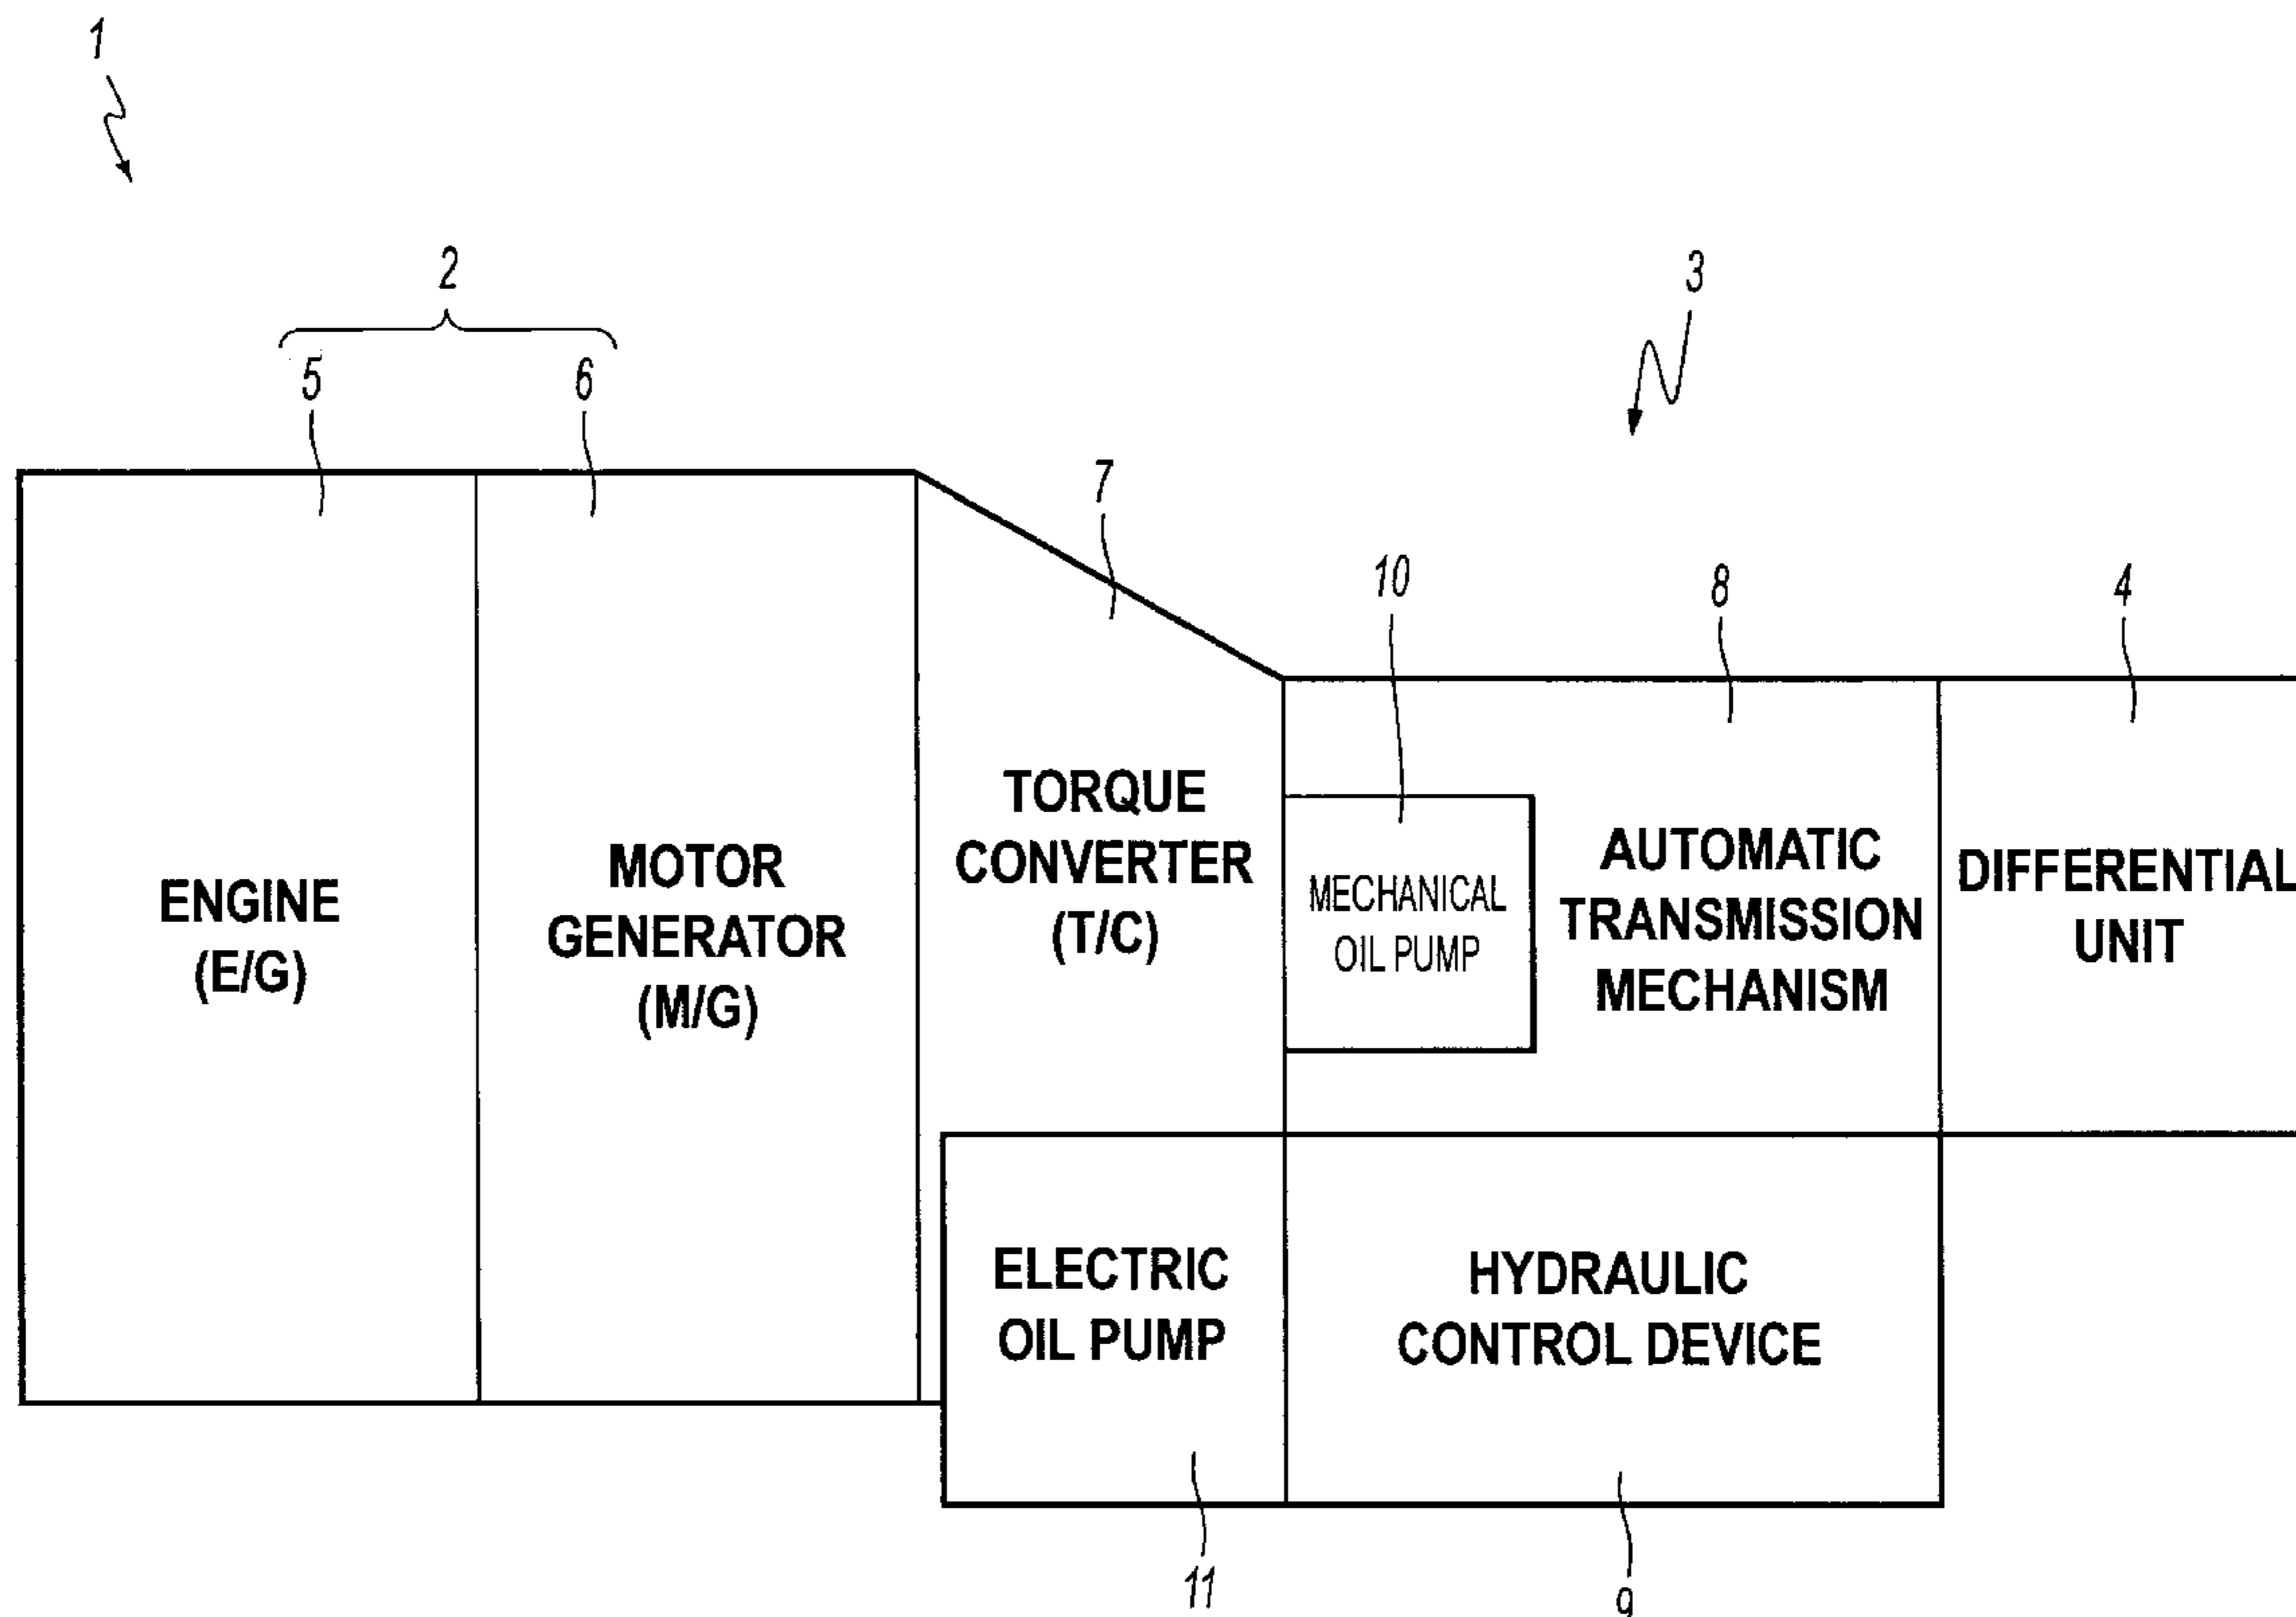 1
2
3
5
6
7
10
8
4
ENGINE
(E/G)
MOTOR
GENERATOR
(M/G)
TORQUE
CONVERTER
(T/C)
MECHANICAL
OIL PUMP
AUTOMATIC
TRANSMISSION
MECHANISM
DIFFERENTIAL
UNIT
ELECTRIC
OIL PUMP
HYDRAULIC
CONTROL DEVICE
11
9